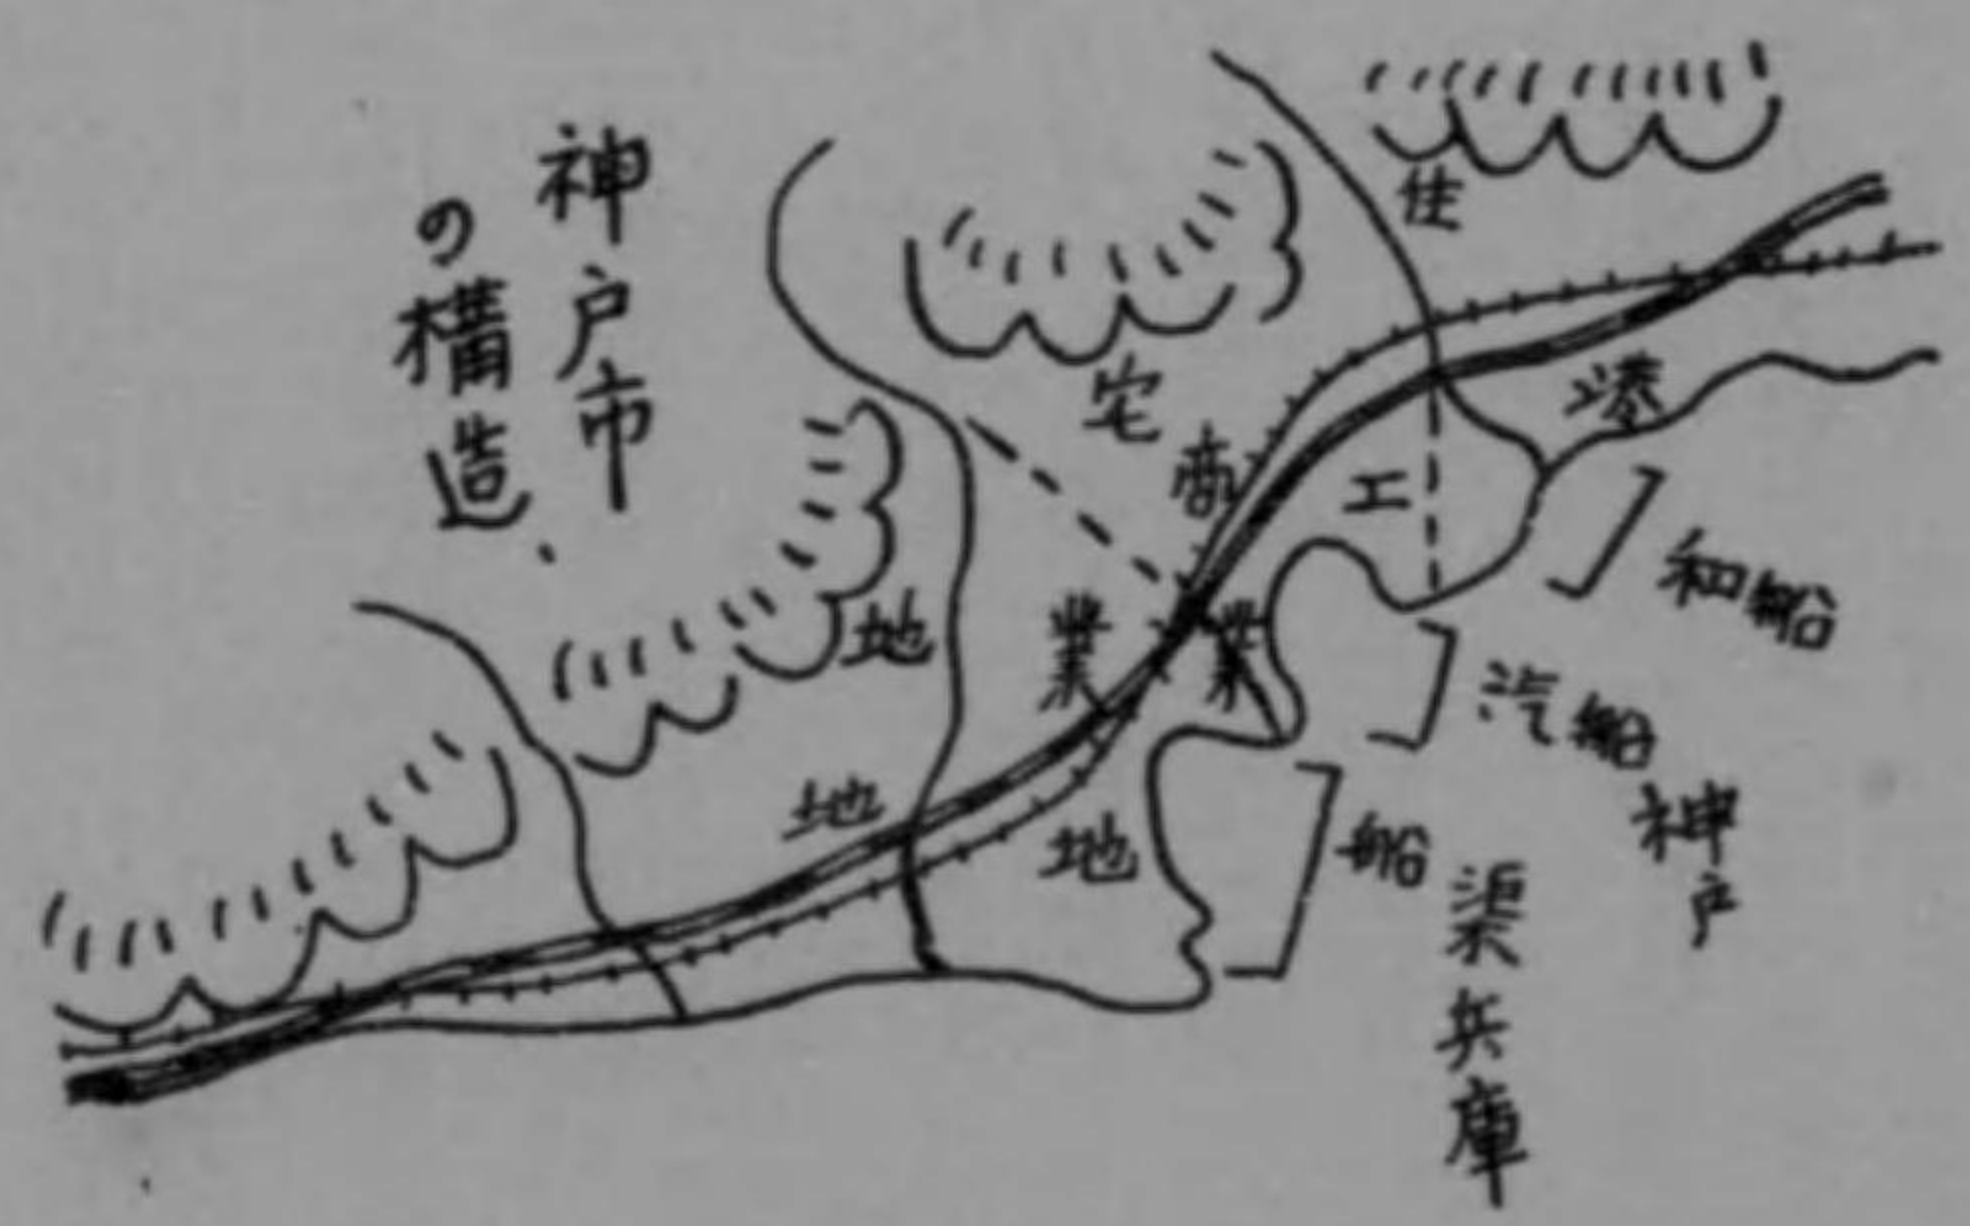 神戸市
の構造
住宅地
商業地
工業地
湊
和船
汽船
神戸
船渠
兵庫